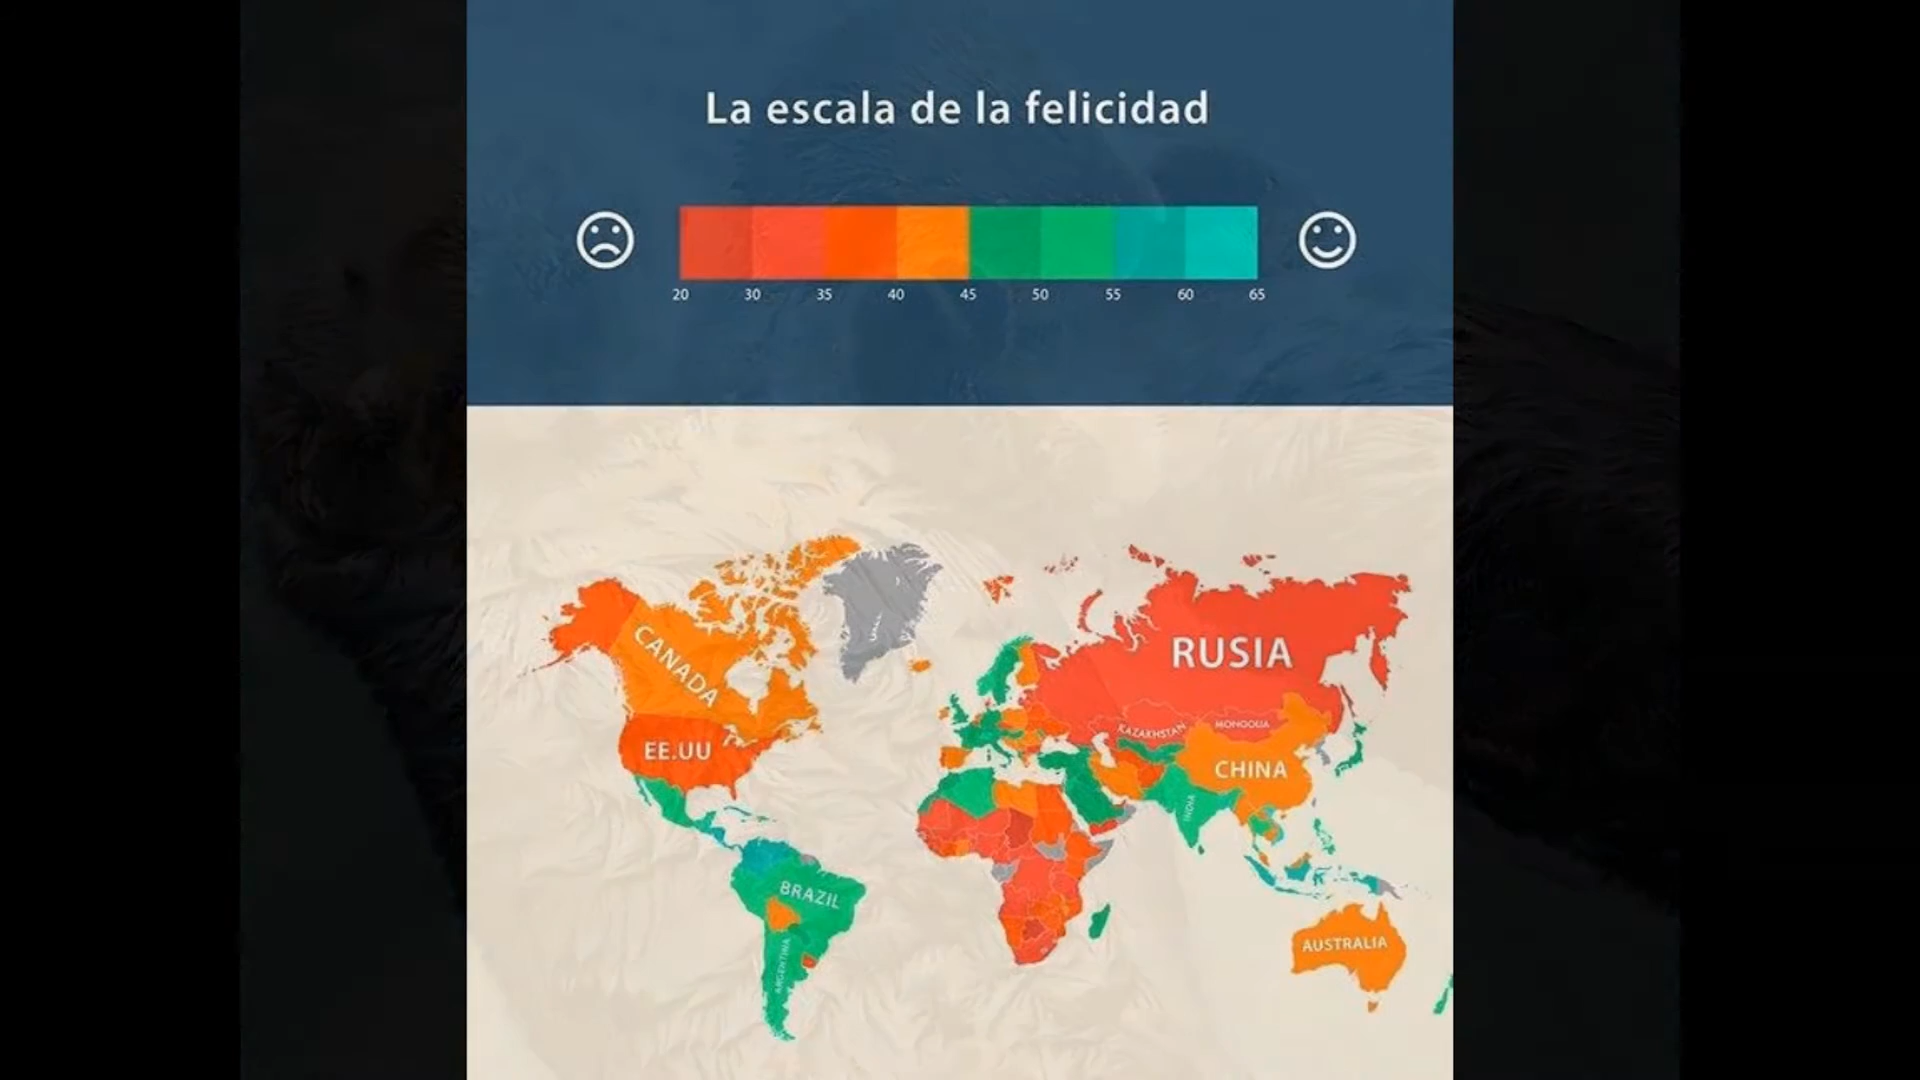 La escala de la felicidad
20 30 35 40 45 50 55 60 65
CANADA
RUSIA
KAZAKHSTAN
MONGOLIA
EE.UU
CHINA
INDIA
BRAZIL
AUSTRALIA
ARGENTINA